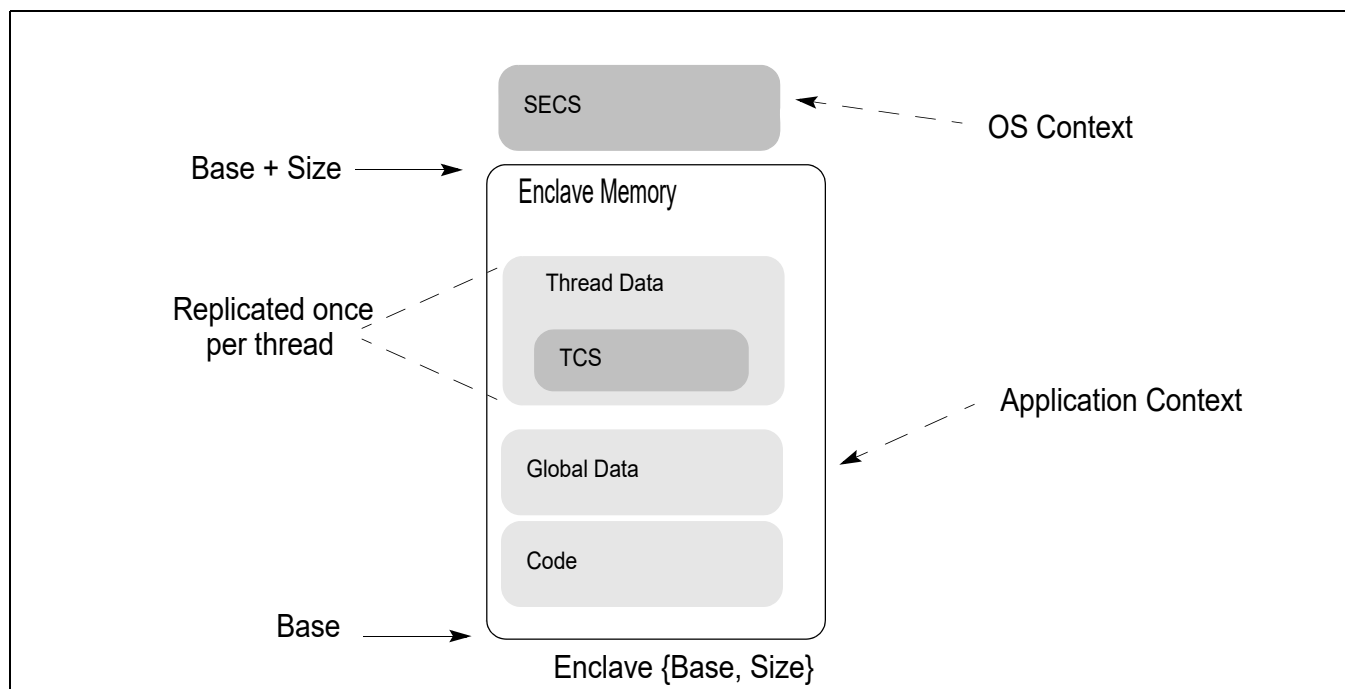 SECS
OS Context
Base + Size
Enclave Memory
Thread Data
Replicated once
per thread
TCS
Application Context
Global Data
Code
Base
Enclave {Base, Size}